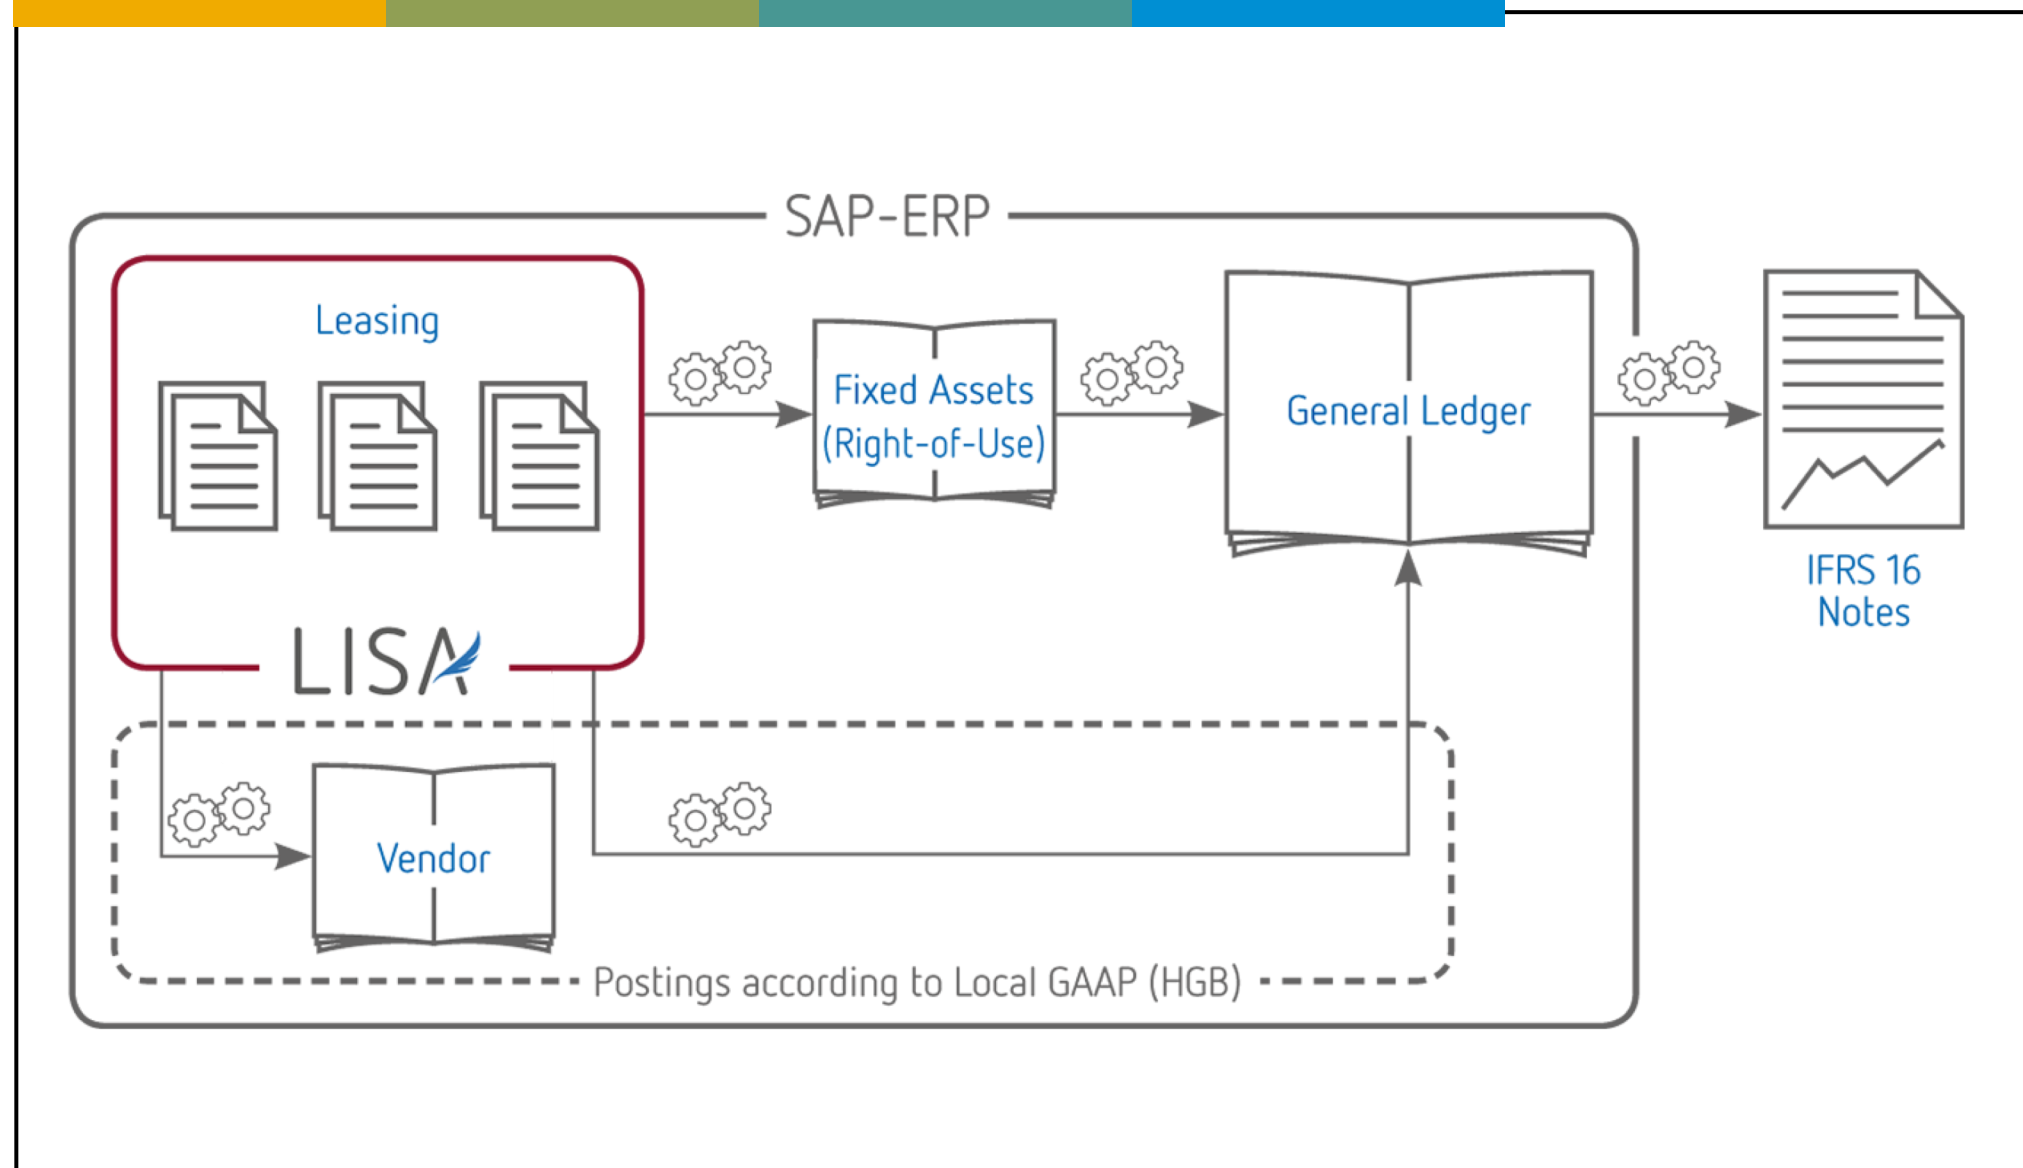 SAP-ERP
Leasing
Fixed Assets
(Right-of-Use)
General Ledger
IFRS 16
Notes
LISA
Vendor
Postings according to Local GAAP (HGB)